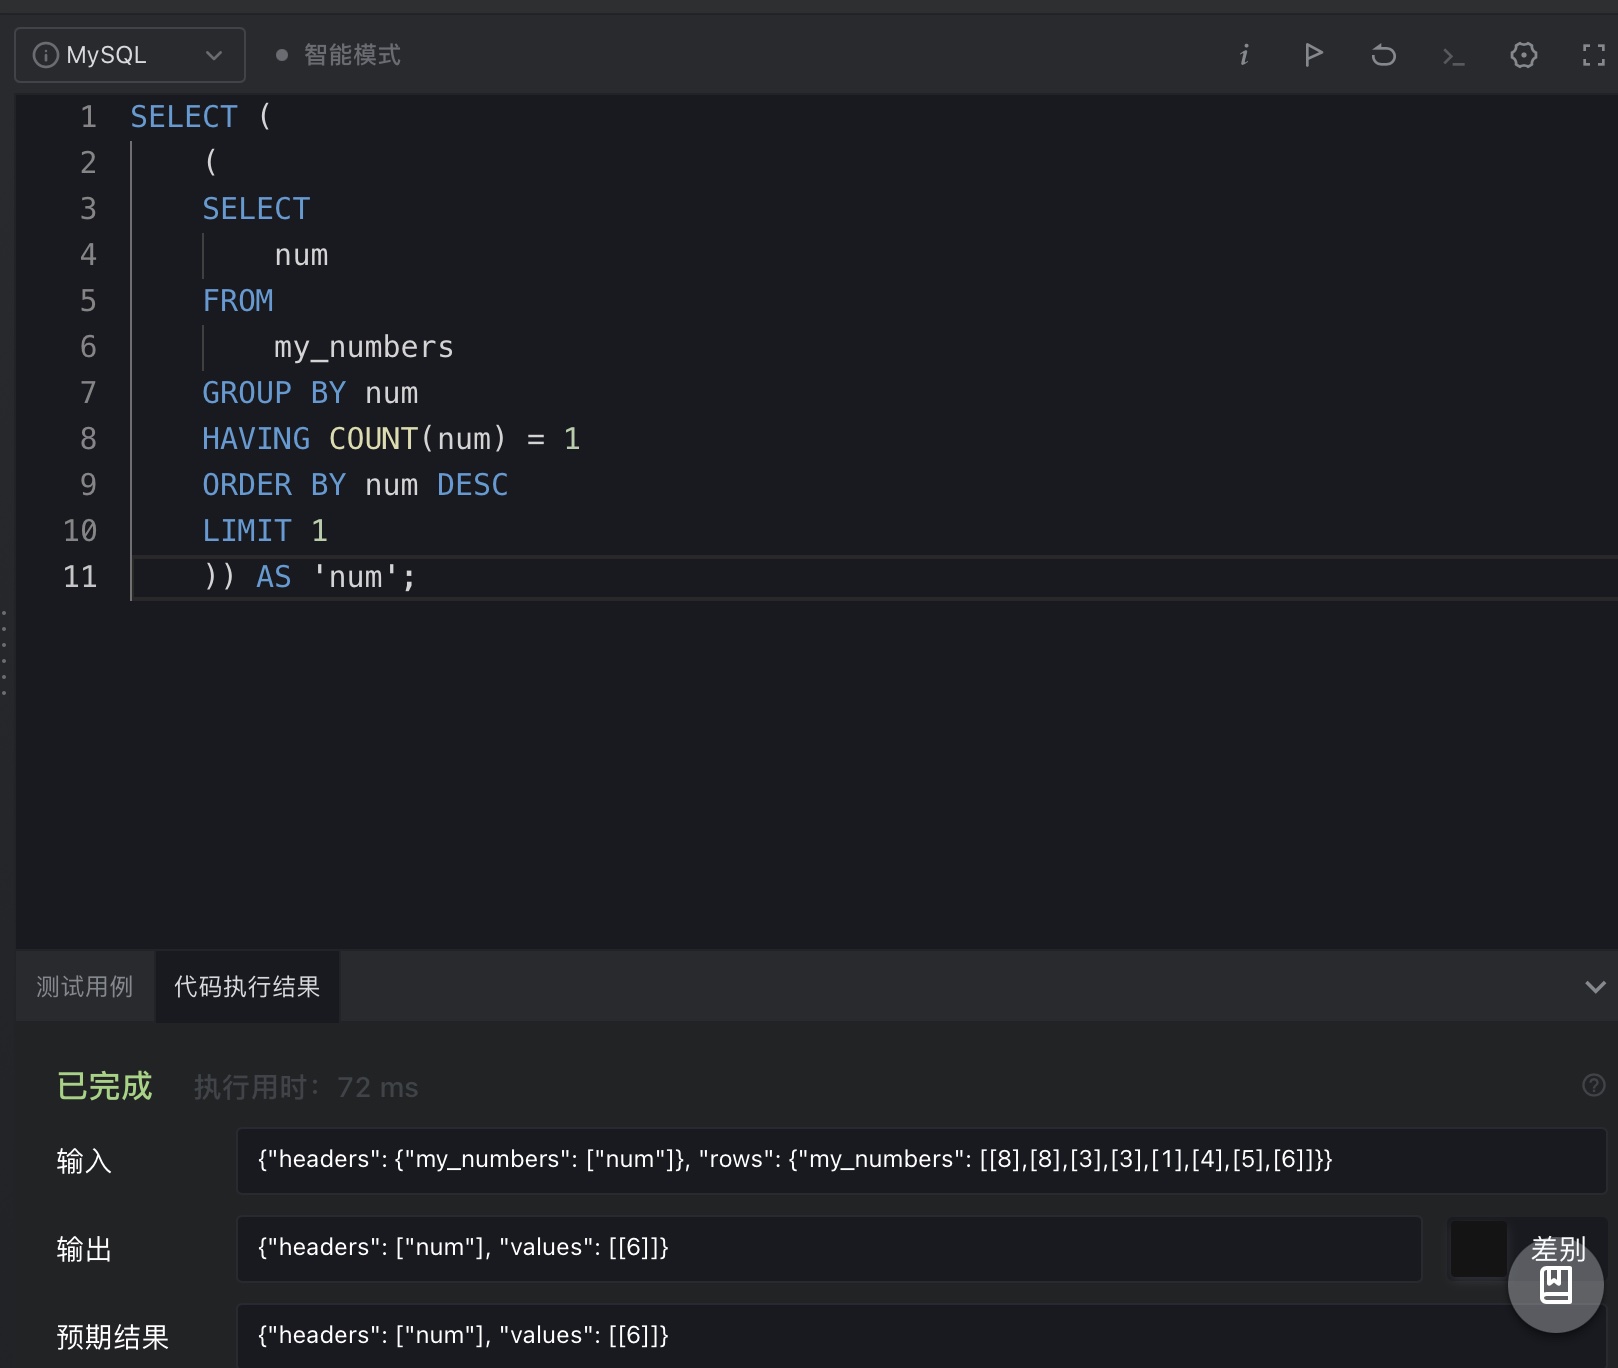 MySQL
智能模式
1 SELECT (
2 (
3 SELECT
4 num
5 FROM
6 my_numbers
7 GROUP BY num
8 HAVING COUNT(num) = 1
9 ORDER BY num DESC
10 LIMIT 1
11 )) AS 'num';
测试用例 代码执行结果
已完成 执行用时: 72 ms
输入 {"headers": {"my_numbers": ["num"]}, "rows": {"my_numbers": [[8],[8],[3],[3],[1],[4],[5],[6]]}}
输出 {"headers": ["num"], "values": [[6]]} 差别
预期结果 {"headers": ["num"], "values": [[6]]}